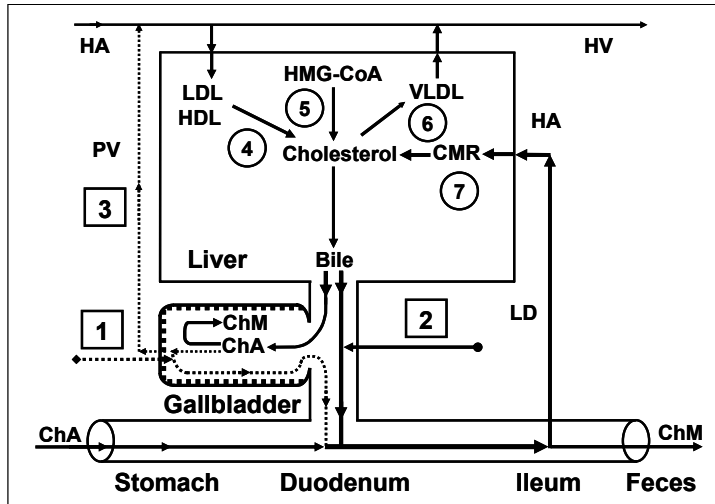 HA
HV
HMG-CoA
LDL
HDL
VLDL
5
6
4
HA
PV
Cholesterol
CMR
7
3
Liver
Bile
LD
1
ChM
2
ChA
Gallbladder
ChA
ChM
Stomach
Duodenum
Ileum
Feces